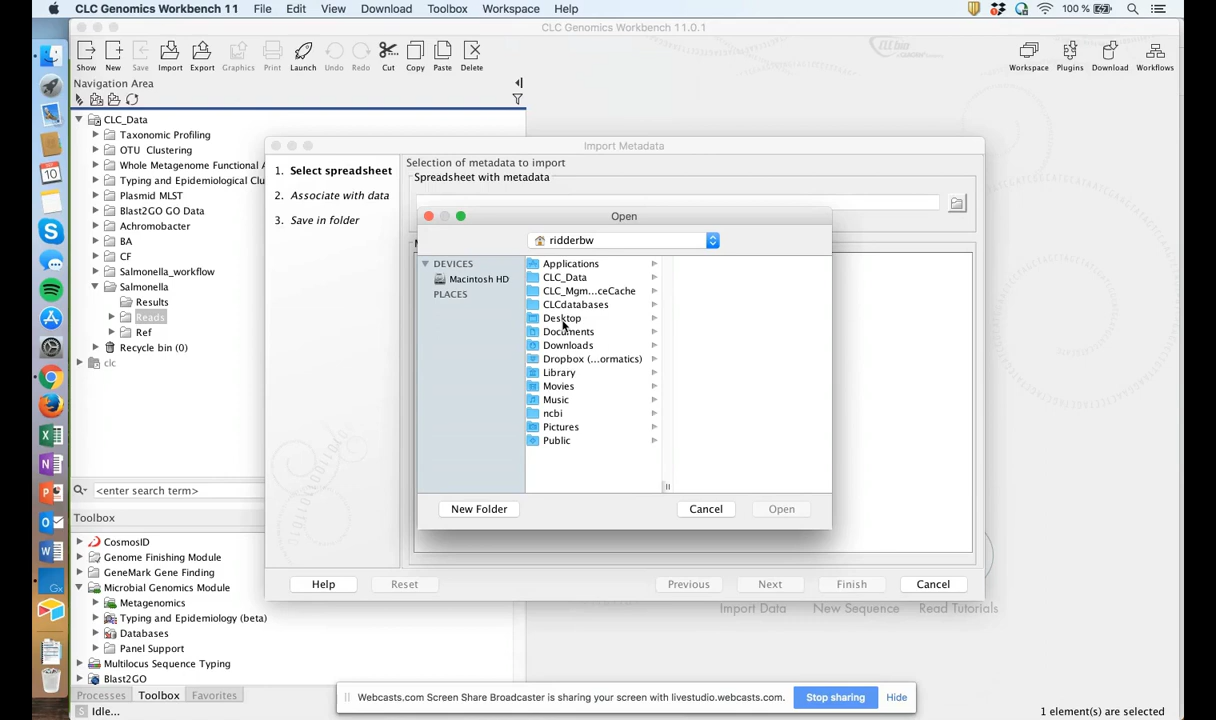 CLC Genomics Workbench 11 File Edit View Download Toolbox Workspace Help 100 %
CLC Genomics Workbench 11.0.1
Show New Save Import Export Graphics Print Launch Undo Redo Cut Copy Paste Delete Workspace Plugins Download Workflows
Navigation Area
CLC_Data
Taxonomic Profiling
OTU Clustering
Whole Metagenome Functional A
Typing and Epidemiological Clu
Plasmid MLST
Blast2GO GO Data
Achromobacter
BA
CF
Salmonella_workflow
Salmonella
Results
Reads
Ref
Recycle bin (0)
clc
<enter search term>
Toolbox
CosmosID
Genome Finishing Module
GeneMark Gene Finding
Microbial Genomics Module
Metagenomics
Typing and Epidemiology (beta)
Databases
Panel Support
Multilocus Sequence Typing
Blast2GO
Processes Toolbox Favorites
Idle...
1 element(s) are selected
Import Metadata
1. Select spreadsheet
2. Associate with data
3. Save in folder
Selection of metadata to import
Spreadsheet with metadata
Open
ridderbw
DEVICES
Macintosh HD
PLACES
Applications
CLC_Data
CLC_Mgm...ceCache
CLCdatabases
Desktop
Documents
Downloads
Dropbox (...ormatics)
Library
Movies
Music
ncbi
Pictures
Public
New Folder Cancel Open
Help Reset Previous Next Finish Cancel
Import Data New Sequence Read Tutorials
Webcasts.com Screen Share Broadcaster is sharing your screen with livestudio.webcasts.com. Stop sharing Hide